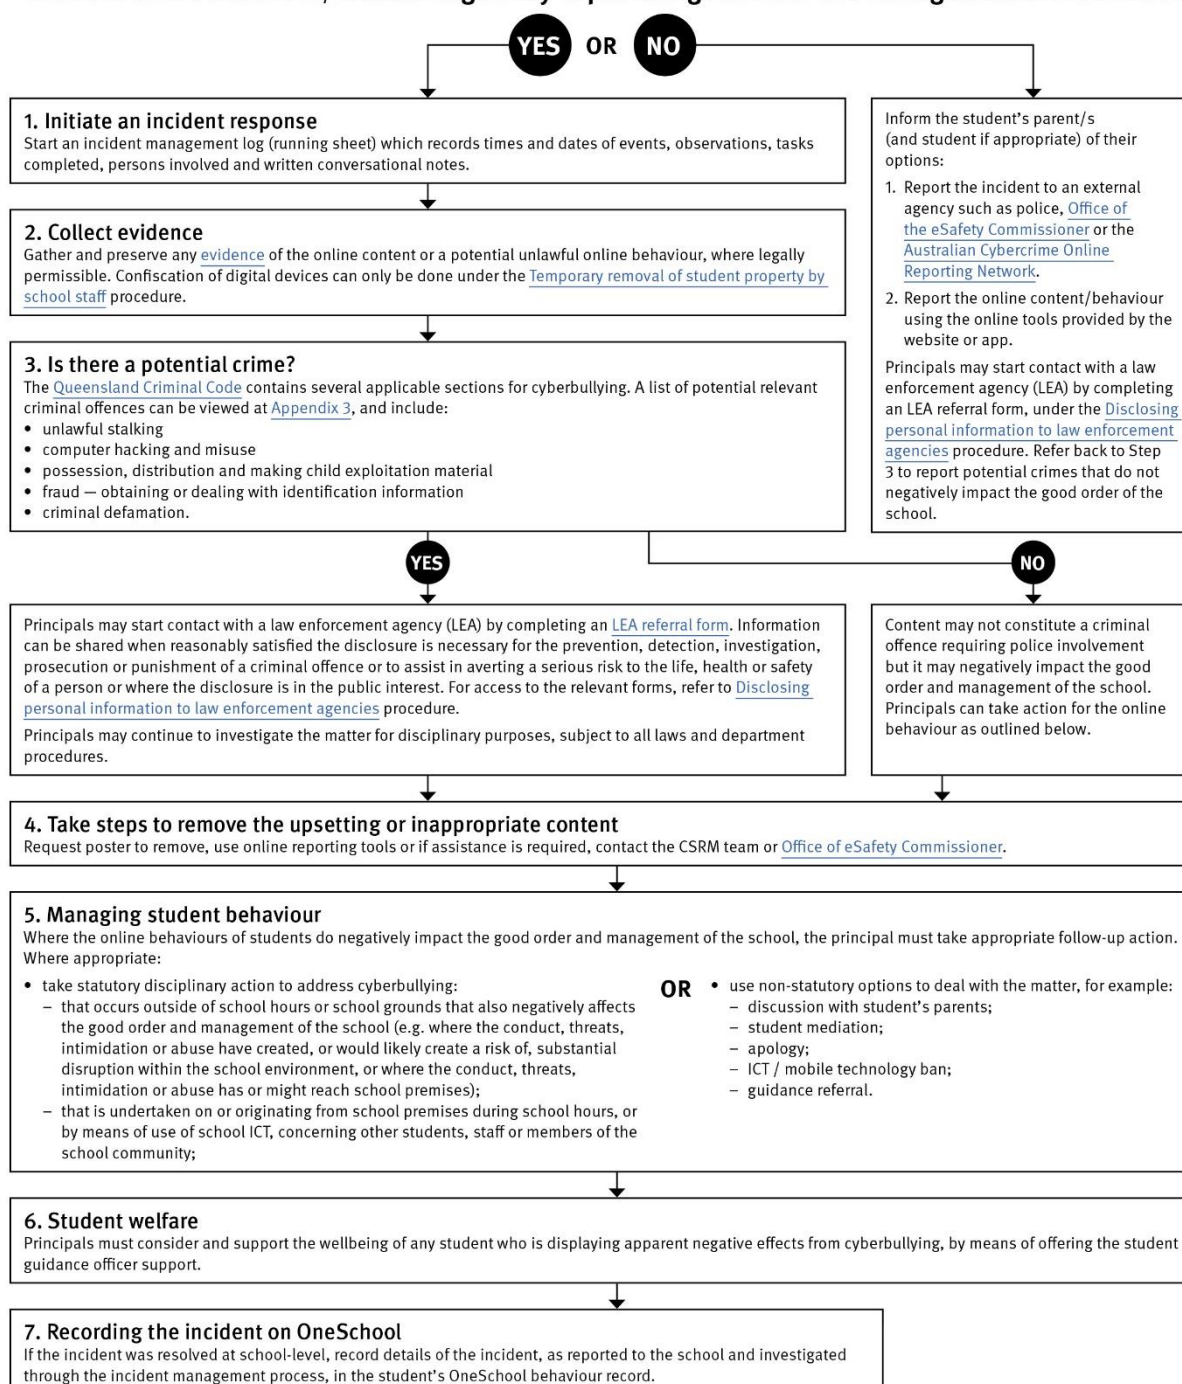 YES OR NO
1. Initiate an incident response
Start an incident management log (running sheet) which records times and dates of events, observations, tasks
completed, persons involved and written conversational notes.
2. Collect evidence
Gather and preserve any evidence of the online content or a potential unlawful online behaviour, where legally
permissible. Confiscation of digital devices can only be done under the Temporary removal of student property by
school staff procedure.
3. Is there a potential crime?
The Queensland Criminal Code contains several applicable sections for cyberbullying. A list of potential relevant
criminal offences can be viewed at Appendix 3, and include:
• unlawful stalking
• computer hacking and misuse
• possession, distribution and making child exploitation material
• fraud — obtaining or dealing with identification information
• criminal defamation.
Inform the student's parent/s
(and student if appropriate) of their
options:
1. Report the incident to an external
agency such as police, Office of
the eSafety Commissioner or the
Australian Cybercrime Online
Reporting Network.
2. Report the online content/behaviour
using the online tools provided by the
website or app.
Principals may start contact with a law
enforcement agency (LEA) by completing
an LEA referral form, under the Disclosing
personal information to law enforcement
agencies procedure. Refer back to Step
3 to report potential crimes that do not
negatively impact the good order of the
school.
YES
NO
Principals may start contact with a law enforcement agency (LEA) by completing an LEA referral form. Information
can be shared when reasonably satisfied the disclosure is necessary for the prevention, detection, investigation,
prosecution or punishment of a criminal offence or to assist in averting a serious risk to the life, health or safety
of a person or where the disclosure is in the public interest. For access to the relevant forms, refer to Disclosing
personal information to law enforcement agencies procedure.
Principals may continue to investigate the matter for disciplinary purposes, subject to all laws and department
procedures.
Content may not constitute a criminal
offence requiring police involvement
but it may negatively impact the good
order and management of the school.
Principals can take action for the online
behaviour as outlined below.
4. Take steps to remove the upsetting or inappropriate content
Request poster to remove, use online reporting tools or if assistance is required, contact the CSRM team or Office of eSafety Commissioner.
5. Managing student behaviour
Where the online behaviours of students do negatively impact the good order and management of the school, the principal must take appropriate follow-up action.
Where appropriate:
• take statutory disciplinary action to address cyberbullying:
– that occurs outside of school hours or school grounds that also negatively affects
the good order and management of the school (e.g. where the conduct, threats,
intimidation or abuse have created, or would likely create a risk of, substantial
disruption within the school environment, or where the conduct, threats,
intimidation or abuse has or might reach school premises);
– that is undertaken on or originating from school premises during school hours, or
by means of use of school ICT, concerning other students, staff or members of the
school community;
OR
• use non-statutory options to deal with the matter, for example:
– discussion with student's parents;
– student mediation;
– apology;
– ICT / mobile technology ban;
– guidance referral.
6. Student welfare
Principals must consider and support the wellbeing of any student who is displaying apparent negative effects from cyberbullying, by means of offering the student
guidance officer support.
7. Recording the incident on OneSchool
If the incident was resolved at school-level, record details of the incident, as reported to the school and investigated
through the incident management process, in the student's OneSchool behaviour record.